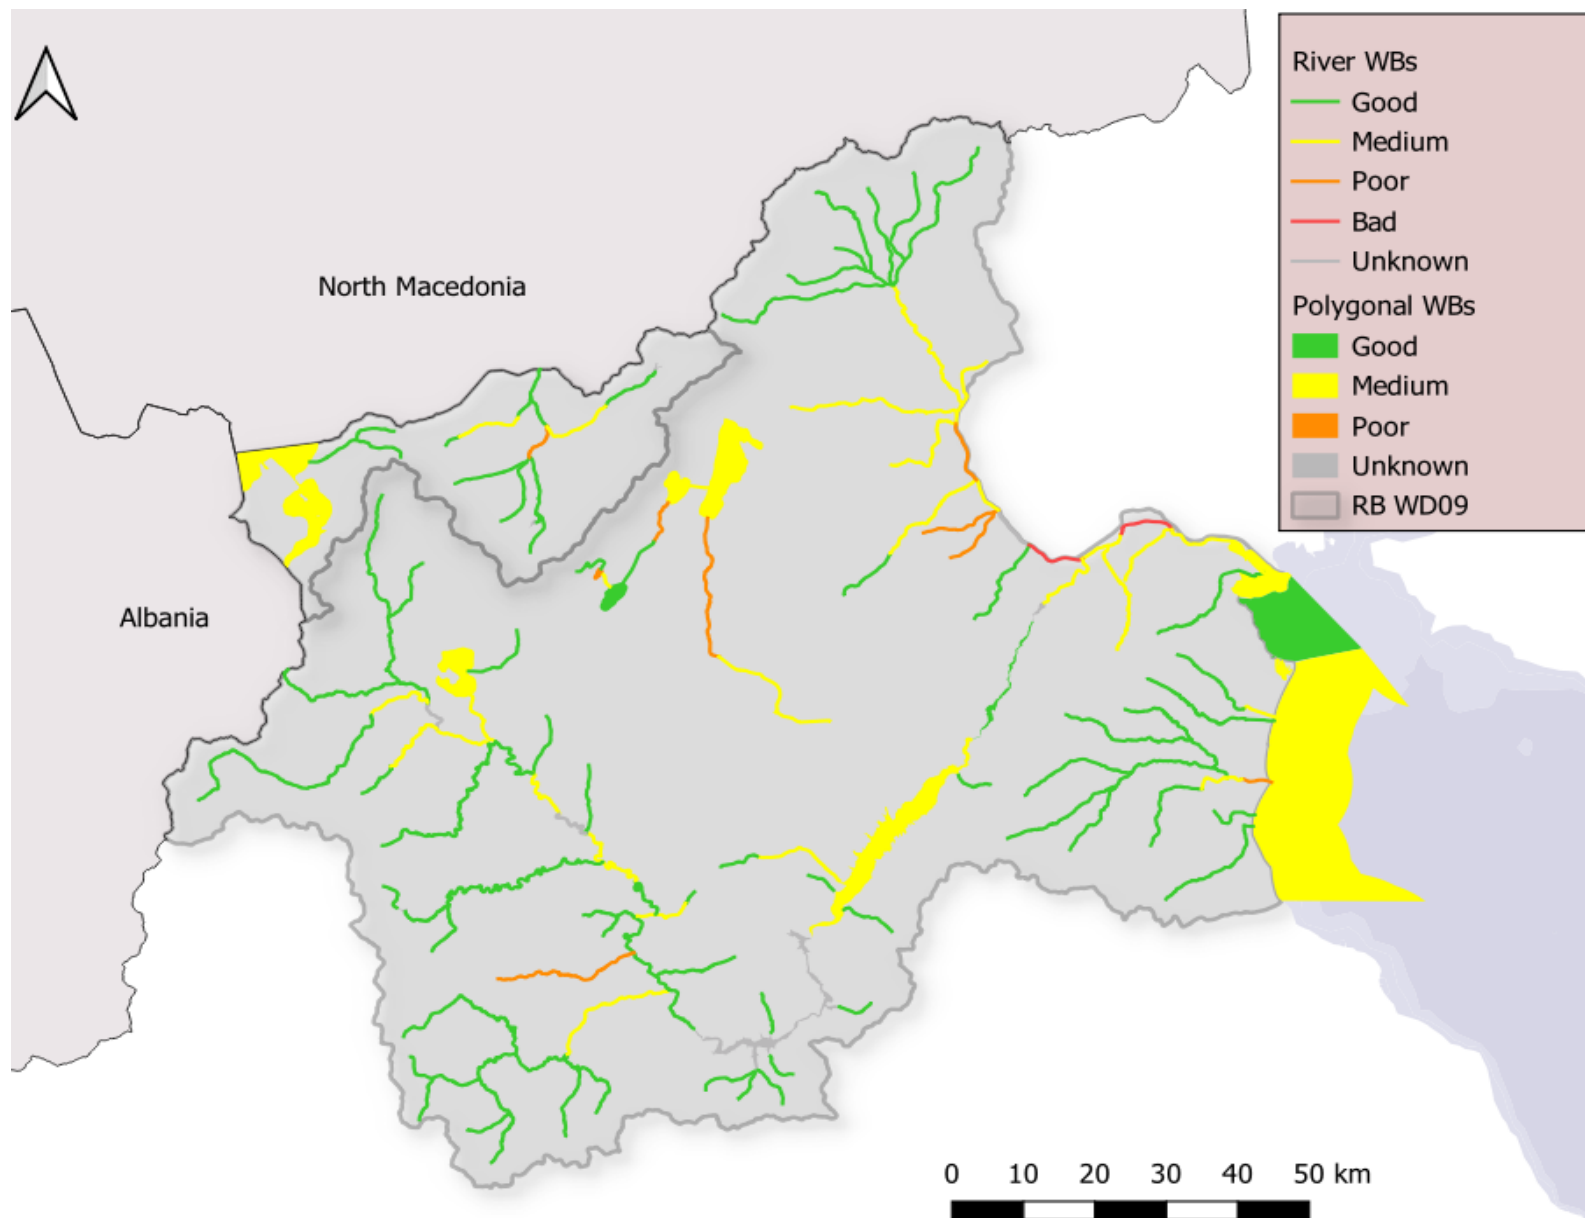 River WBs
Good
Medium
Poor
Bad
Unknown
Polygonal WBs
Good
Medium
Poor
Unknown
RB WD09
North Macedonia
Albania
0 10 20 30 40 50 km